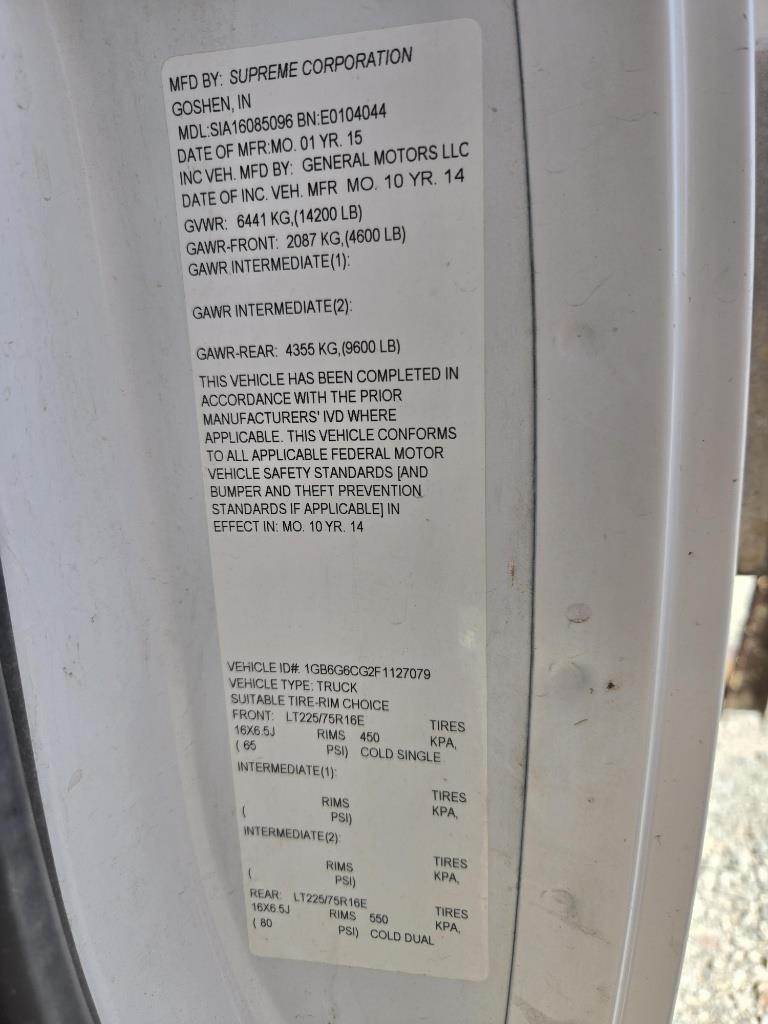 MFD BY: SUPREME CORPORATION
GOSHEN, IN
MDL:SIA16085096 BN:E0104044
DATE OF MFR:MO. 01 YR. 15
INC VEH. MFD BY: GENERAL MOTORS LLC
DATE OF INC. VEH. MFR MO. 10 YR. 14
GVWR: 6441 KG,(14200 LB)
GAWR-FRONT: 2087 KG,(4600 LB)
GAWR INTERMEDIATE(1):
GAWR INTERMEDIATE(2):
GAWR-REAR: 4355 KG,(9600 LB)
THIS VEHICLE HAS BEEN COMPLETED IN
ACCORDANCE WITH THE PRIOR
MANUFACTURERS' IVD WHERE
APPLICABLE. THIS VEHICLE CONFORMS
TO ALL APPLICABLE FEDERAL MOTOR
VEHICLE SAFETY STANDARDS [AND
BUMPER AND THEFT PREVENTION
STANDARDS IF APPLICABLE] IN
EFFECT IN: MO. 10 YR. 14
VEHICLE ID#: 1GB6G6CG2F1127079
VEHICLE TYPE: TRUCK
SUITABLE TIRE-RIM CHOICE
FRONT: LT225/75R16E TIRES
16X6.5J RIMS 450 KPA,
( 65 PSI) COLD SINGLE
INTERMEDIATE(1):
TIRES
RIMS KPA,
( PSI)
INTERMEDIATE(2):
TIRES
RIMS KPA,
( PSI)
REAR: LT225/75R16E TIRES
16X6.5J RIMS 550 KPA,
( 80 PSI) COLD DUAL